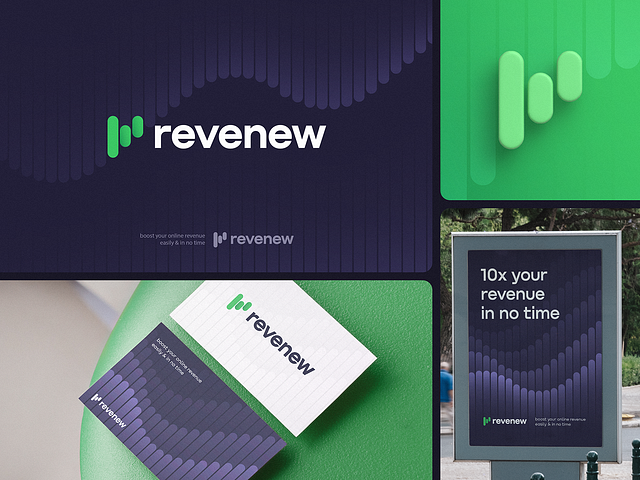 revenew
boost your online revenue
easily & in no time
revenew
10x your
revenue
in no time
revenew
boost your online revenue
easily & in no time
revenew
boost your online revenue
easily & in no time
revenew